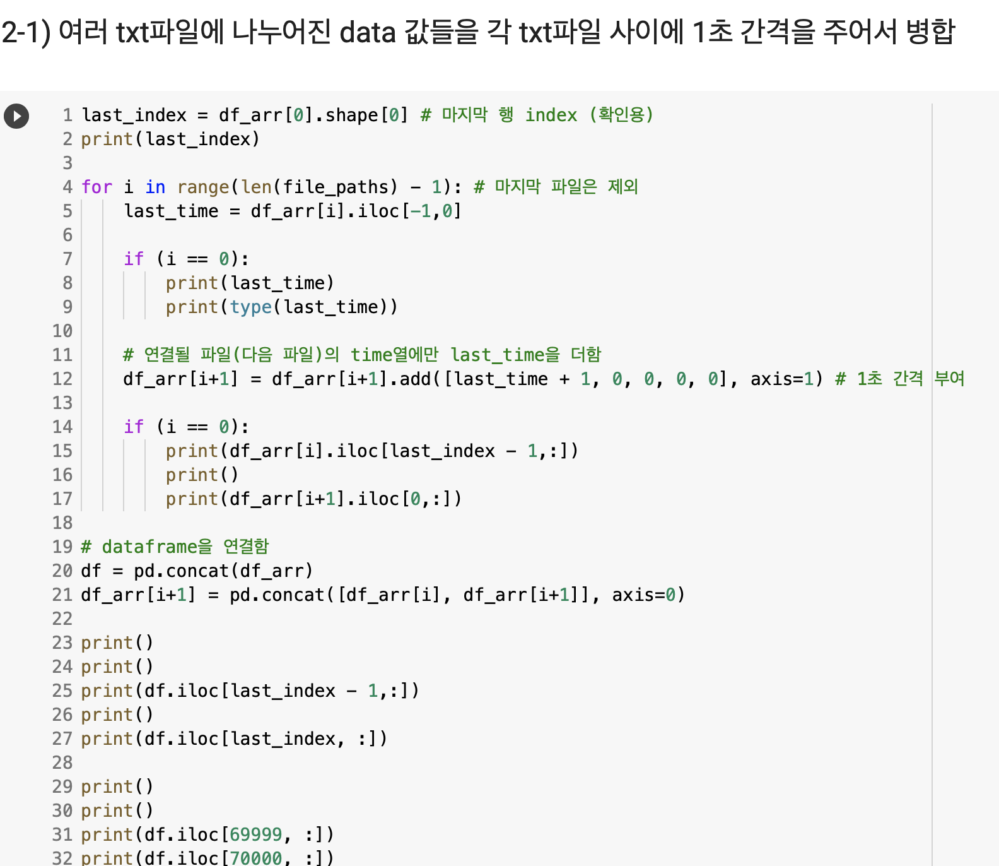 2-1) 여러 txt파일에 나누어진 data 값들을 각 txt파일 사이에 1초 간격을 주어서 병합
1 last_index = df_arr[0].shape[0] # 마지막 행 index (확인용)
2 print(last_index)
3
4 for i in range(len(file_paths) - 1): # 마지막 파일은 제외
5     last_time = df_arr[i].iloc[-1,0]
6
7     if (i == 0):
8         print(last_time)
9         print(type(last_time))
10
11     # 연결될 파일(다음 파일)의 time열에만 last_time을 더함
12     df_arr[i+1] = df_arr[i+1].add([last_time + 1, 0, 0, 0, 0], axis=1) # 1초 간격 부여
13
14     if (i == 0):
15         print(df_arr[i].iloc[last_index - 1,:])
16         print()
17         print(df_arr[i+1].iloc[0,:])
18
19 # dataframe을 연결함
20 df = pd.concat(df_arr)
21 df_arr[i+1] = pd.concat([df_arr[i], df_arr[i+1]], axis=0)
22
23 print()
24 print()
25 print(df.iloc[last_index - 1,:])
26 print()
27 print(df.iloc[last_index, :])
28
29 print()
30 print()
31 print(df.iloc[69999, :])
32 print(df.iloc[70000, :])